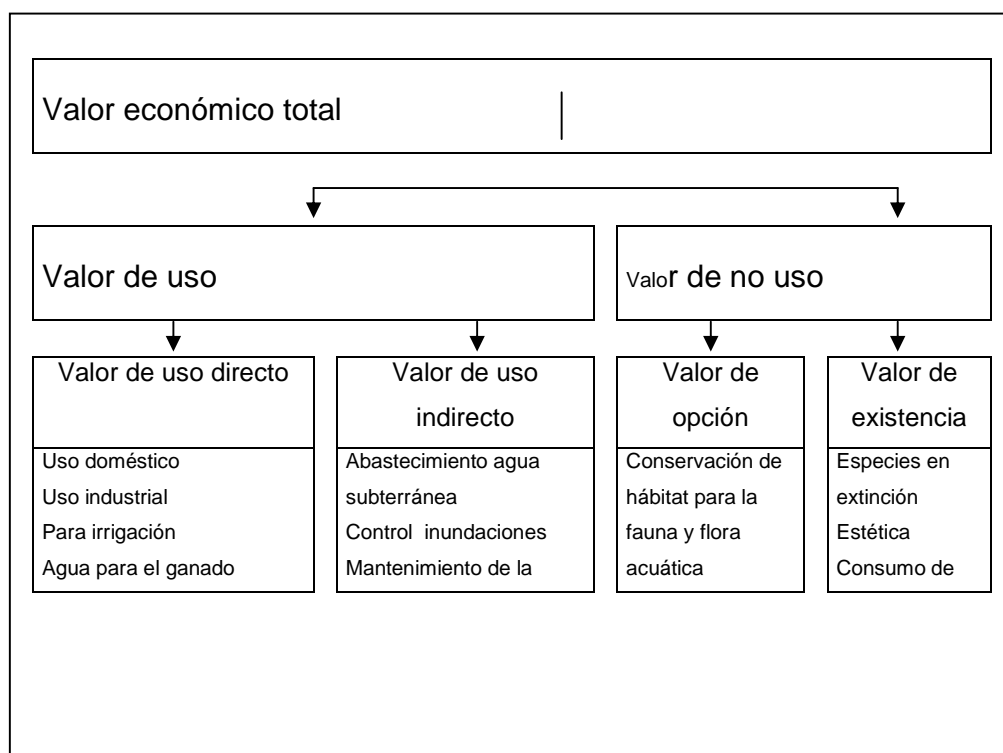 Valor económico total
Valor de uso
Valor de no uso
Valor de uso directo
Uso doméstico
Uso industrial
Para irrigación
Agua para el ganado
Valor de uso
indirecto
Abastecimiento agua
subterránea
Control inundaciones
Mantenimiento de la
Valor de
opción
Conservación de
hábitat para la
fauna y flora
acuática
Valor de
existencia
Especies en
extinción
Estética
Consumo de